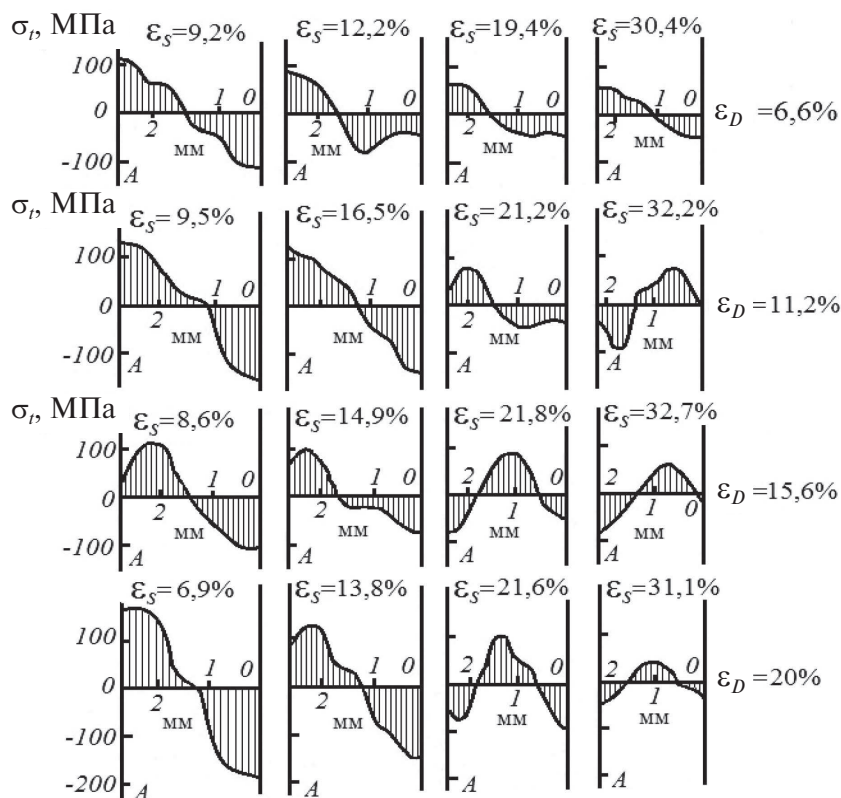 σt, МПа
εS=9,2% εS=12,2% εS=19,4% εS=30,4%
100
0
-100
2 1 0 2 1 0 2 1 0 2 1 0
мм мм мм мм
A A A A
εD =6,6%
σt, МПа
εS=9,5% εS=16,5% εS=21,2% εS=32,2%
100
0
-100
2 1 0 2 1 0 2 1 0 2 1 0
мм мм мм мм
A A A A
εD =11,2%
σt, МПа
εS=8,6% εS=14,9% εS=21,8% εS=32,7%
100
0
-100
2 1 0 2 1 0 2 1 0 2 1 0
мм мм мм мм
A A A A
εD =15,6%
εS=6,9% εS=13,8% εS=21,6% εS=31,1%
100
0
-100
-200
2 1 0 2 1 0 2 1 0 2 1 0
мм мм мм мм
A A A A
εD =20%